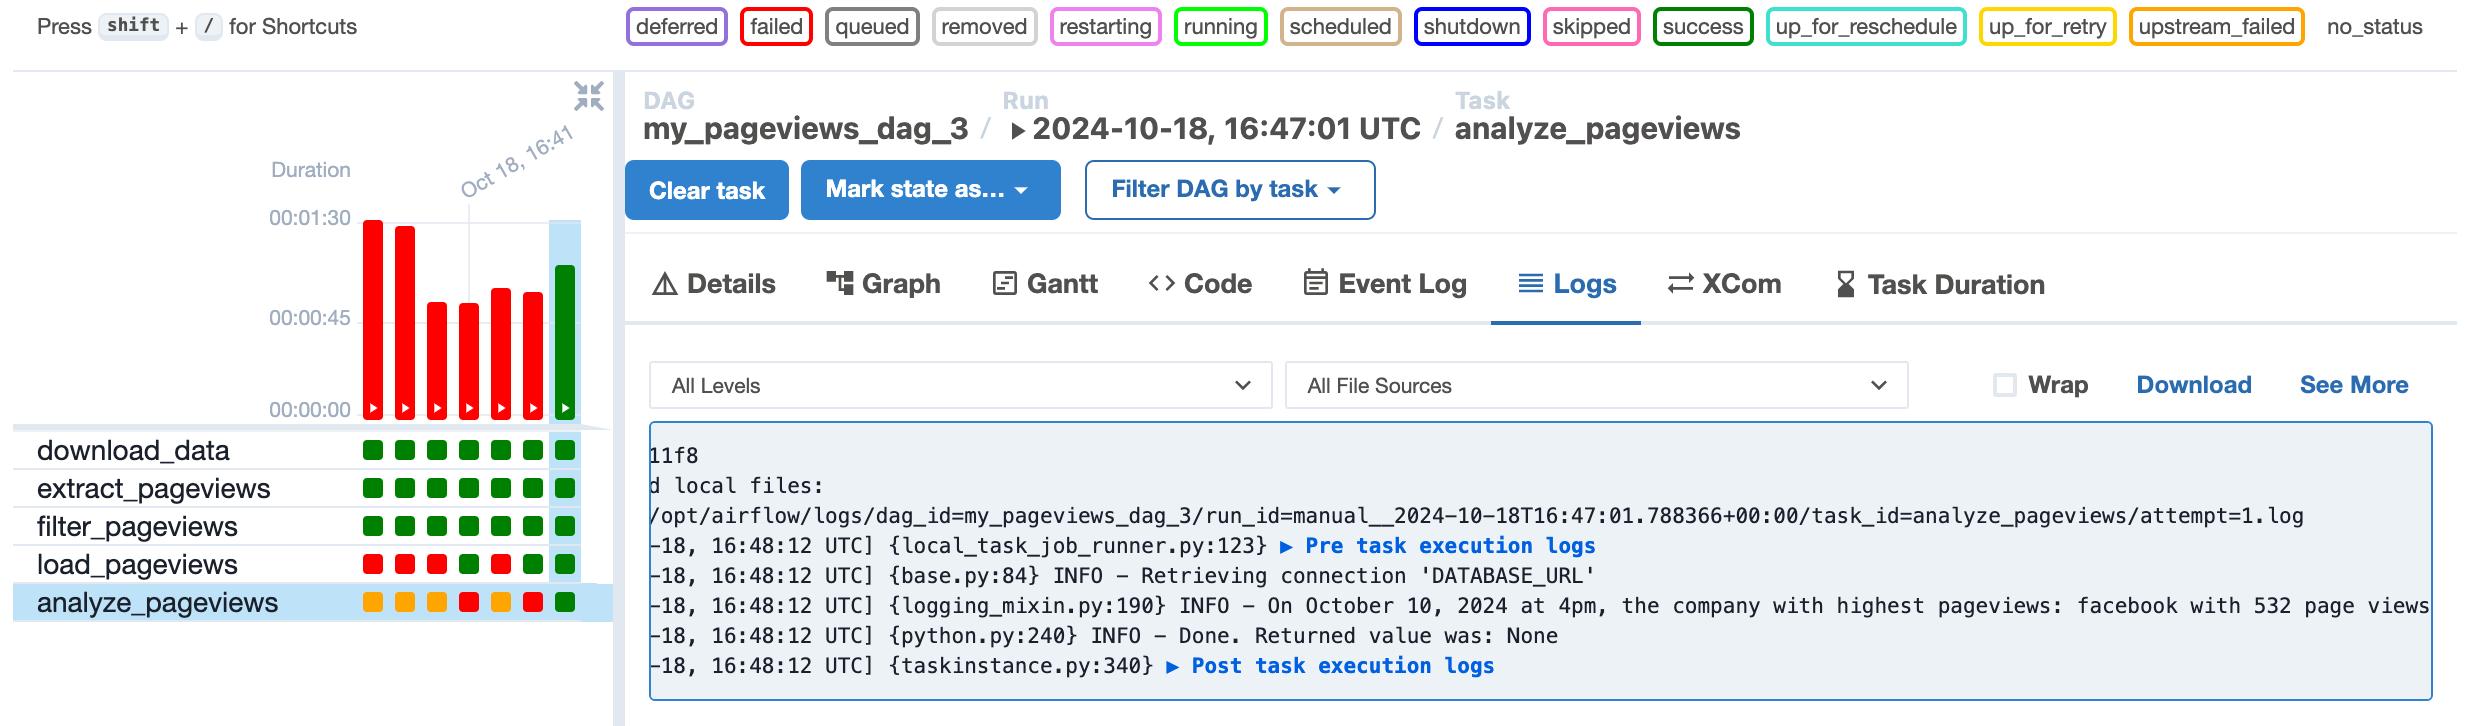 Press shift + / for Shortcuts
deferred failed queued removed restarting running scheduled shutdown skipped success up_for_reschedule up_for_retry upstream_failed no_status
DAG Run Task
my_pageviews_dag_3 / ▶ 2024-10-18, 16:47:01 UTC / analyze_pageviews
Clear task Mark state as... Filter DAG by task
Details Graph Gantt Code Event Log Logs XCom Task Duration
Oct 18, 16:41
Duration
00:01:30
00:00:45
00:00:00
download_data
extract_pageviews
filter_pageviews
load_pageviews
analyze_pageviews
All Levels All File Sources Wrap Download See More
11f8
d local files:
/opt/airflow/logs/dag_id=my_pageviews_dag_3/run_id=manual__2024-10-18T16:47:01.788366+00:00/task_id=analyze_pageviews/attempt=1.log
-18, 16:48:12 UTC] {local_task_job_runner.py:123} ▶ Pre task execution logs
-18, 16:48:12 UTC] {base.py:84} INFO - Retrieving connection 'DATABASE_URL'
-18, 16:48:12 UTC] {logging_mixin.py:190} INFO - On October 10, 2024 at 4pm, the company with highest pageviews: facebook with 532 page views
-18, 16:48:12 UTC] {python.py:240} INFO - Done. Returned value was: None
-18, 16:48:12 UTC] {taskinstance.py:340} ▶ Post task execution logs